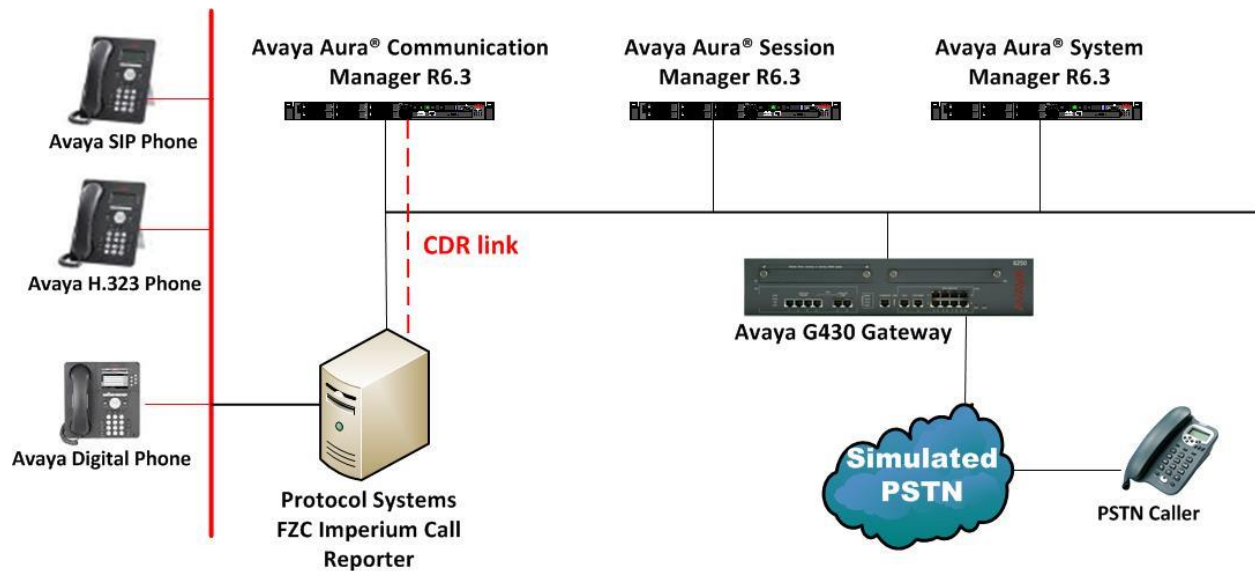 Avaya Aura® Communication
Manager R6.3
Avaya Aura® Session
Manager R6.3
Avaya Aura® System
Manager R6.3
Avaya SIP Phone
Avaya H.323 Phone
Avaya Digital Phone
CDR link
Avaya G430 Gateway
Protocol Systems
FZC Imperium Call
Reporter
Simulated
PSTN
PSTN Caller